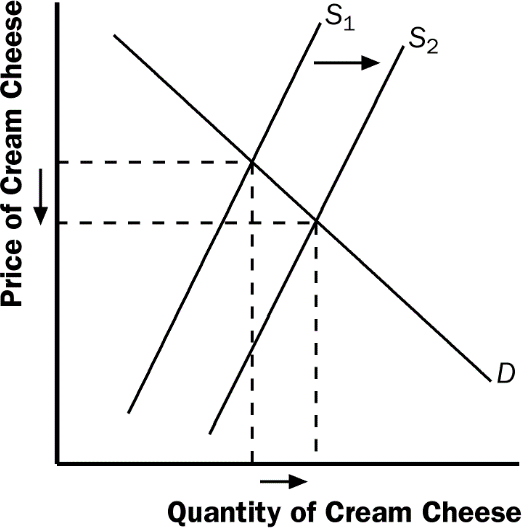 Price of Cream Cheese
S1
S2
D
Quantity of Cream Cheese